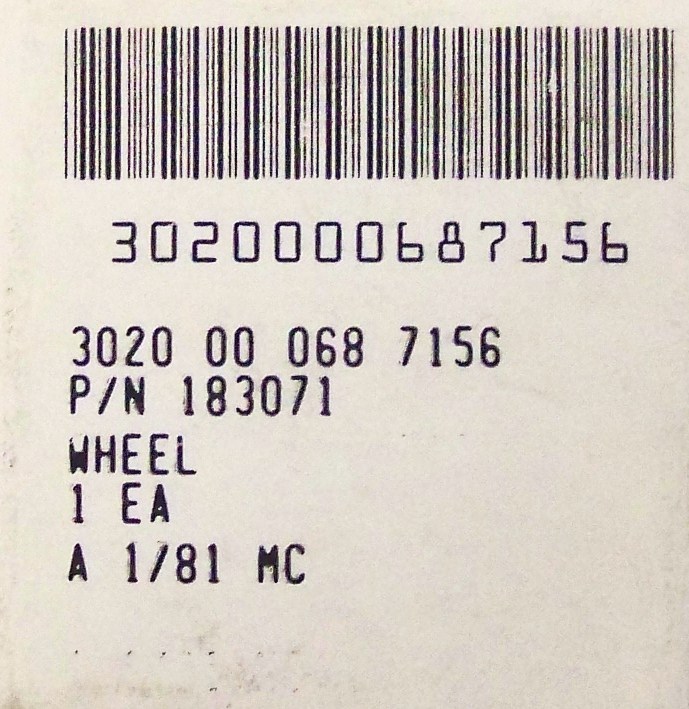 3020000687156
3020 00 068 7156
P/N 183071
WHEEL
1 EA
A 1/81 MC